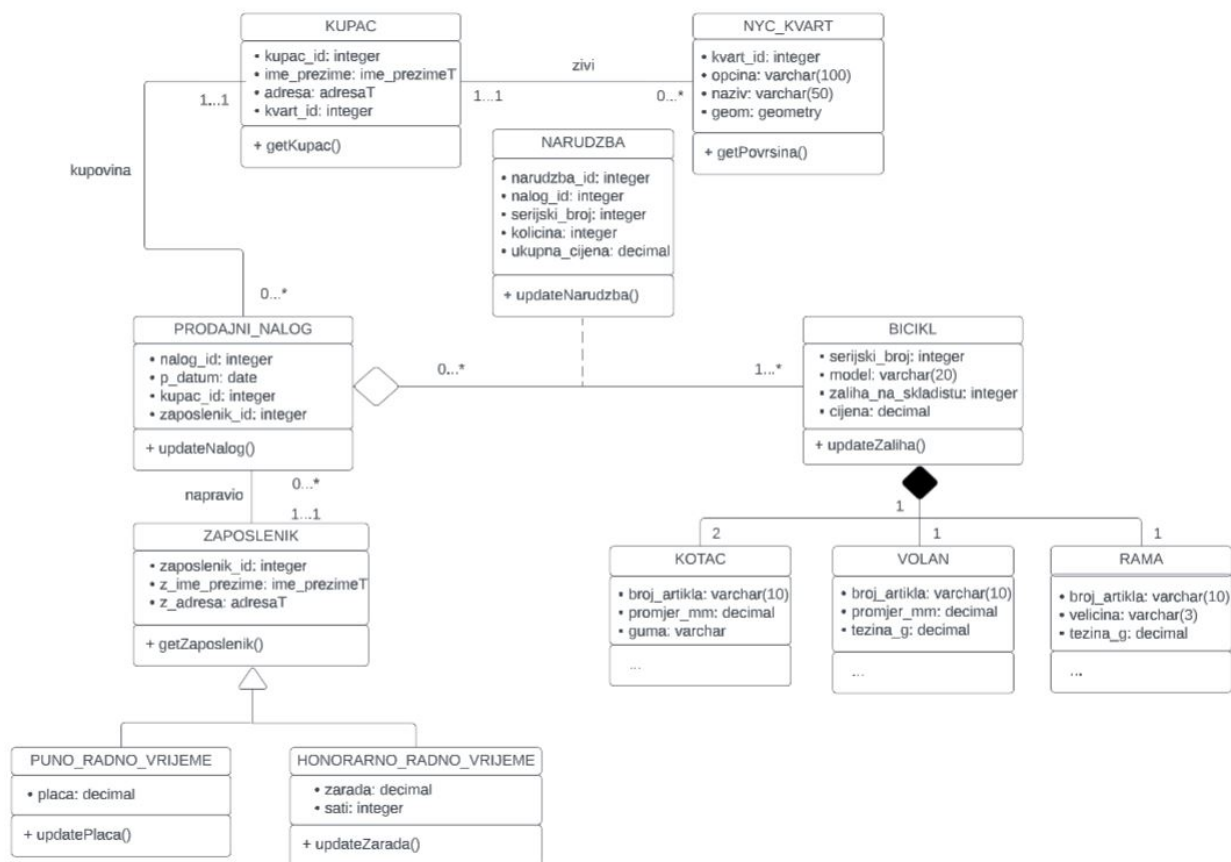 KUPAC
• kupac_id: integer
• ime_prezime: ime_prezimeT
• adresa: adresaT
• kvart_id: integer
+ getKupac()
zivi
1...1
0...*
NYC_KVART
• kvart_id: integer
• opcina: varchar(100)
• naziv: varchar(50)
• geom: geometry
+ getPovrsina()
1...1
kupovina
0...*
NARUDZBA
• narudzba_id: integer
• nalog_id: integer
• serijski_broj: integer
• kolicina: integer
• ukupna_cijena: decimal
+ updateNarudzba()
PRODAJNI_NALOG
• nalog_id: integer
• p_datum: date
• kupac_id: integer
• zaposlenik_id: integer
+ updateNalog()
0...*
1...*
BICIKL
• serijski_broj: integer
• model: varchar(20)
• zaliha_na_skladistu: integer
• cijena: decimal
+ updateZaliha()
0...*
napravio
1...1
ZAPOSLENIK
• zaposlenik_id: integer
• z_ime_prezime: ime_prezimeT
• z_adresa: adresaT
+ getZaposlenik()
1
2
1
1
KOTAC
• broj_artikla: varchar(10)
• promjer_mm: decimal
• guma: varchar
...
VOLAN
• broj_artikla: varchar(10)
• promjer_mm: decimal
• tezina_g: decimal
...
RAMA
• broj_artikla: varchar(10)
• velicina: varchar(3)
• tezina_g: decimal
...
PUNO_RADNO_VRIJEME
• placa: decimal
+ updatePlaca()
HONORARNO_RADNO_VRIJEME
• zarada: decimal
• sati: integer
+ updateZarada()